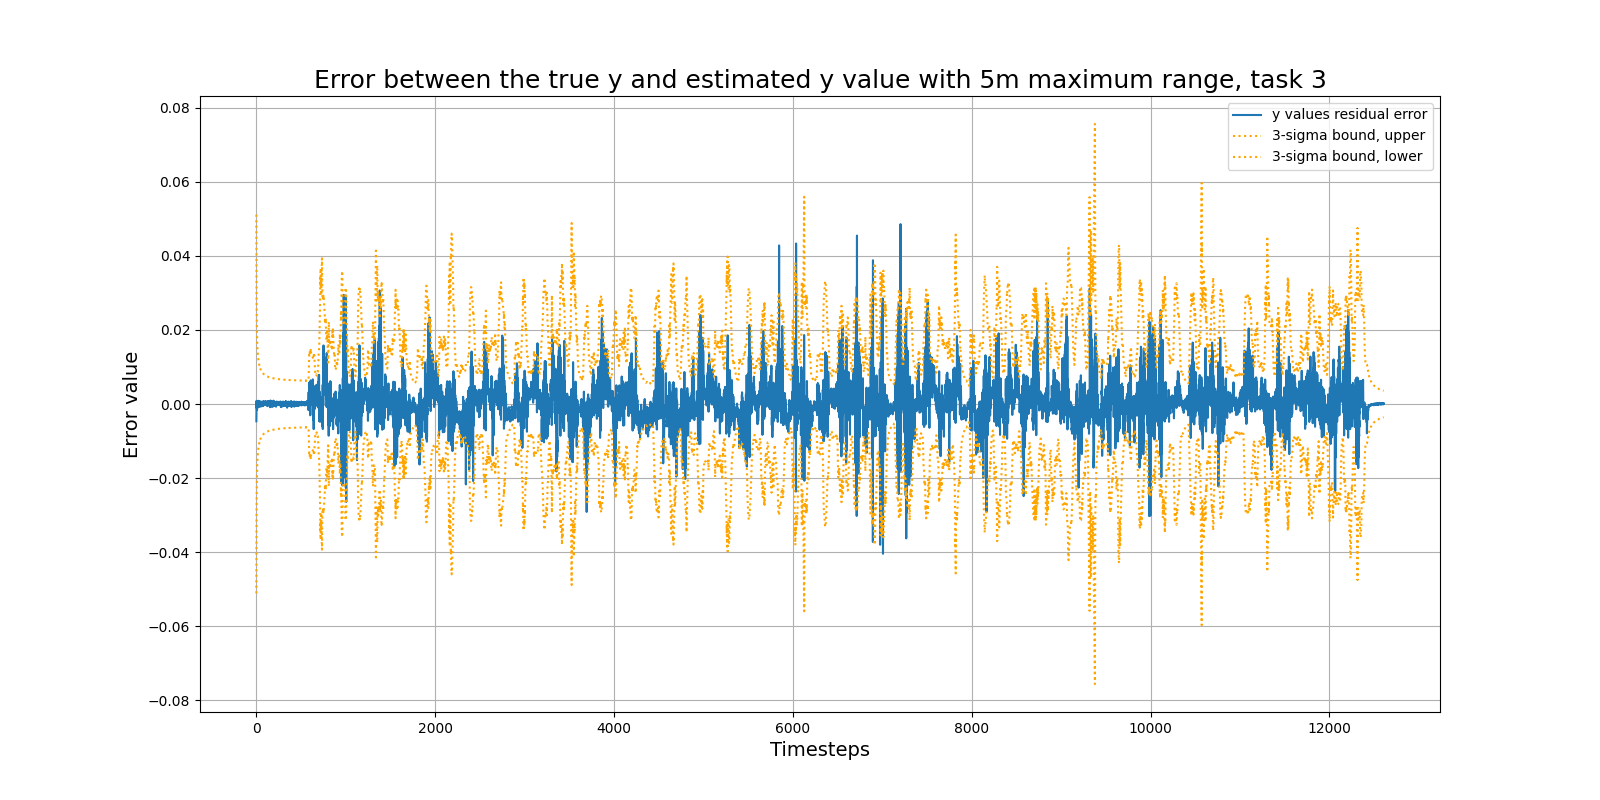 Error between the true y and estimated y value with 5m maximum range, task 3
y values residual error
3-sigma bound, upper
3-sigma bound, lower
Error value
0.08
0.06
0.04
0.02
0.00
−0.02
−0.04
−0.06
−0.08
0 2000 4000 6000 8000 10000 12000
Timesteps